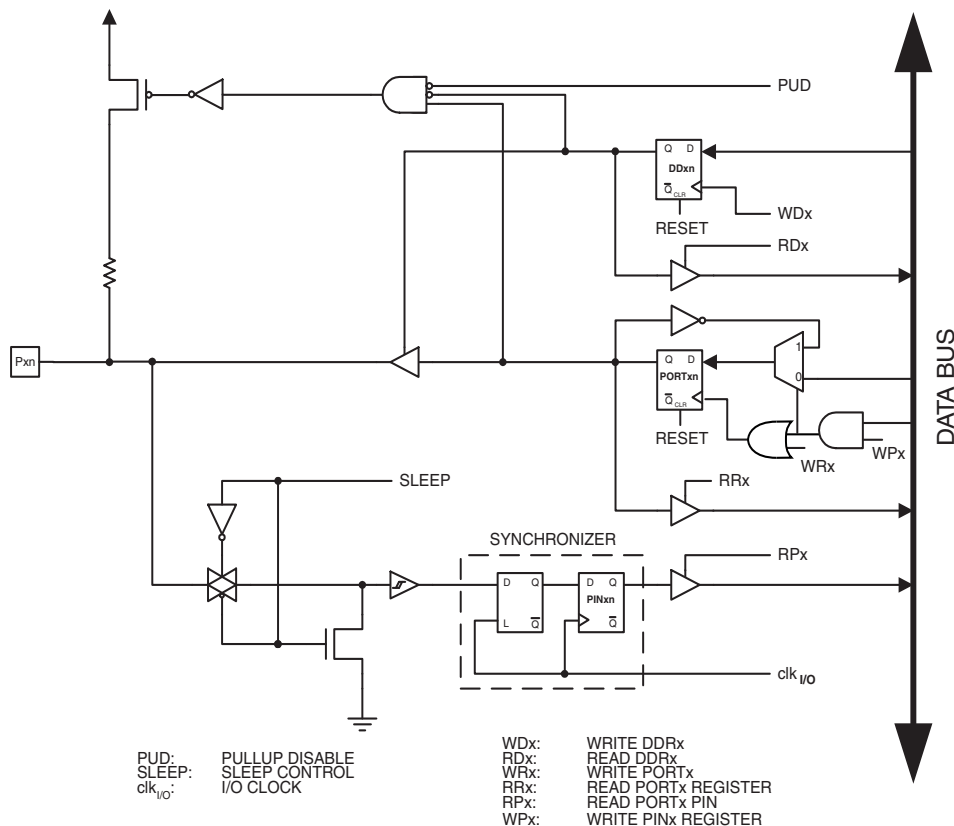 PUD
Q D
DDxn
Q
CLR
WDx
RESET
RDx
Pxn
1
Q D
PORTxn
0
Q
CLR
RESET
WRx
WPx
DATA BUS
RRx
SLEEP
SYNCHRONIZER
RPx
D Q
D Q
PINxn
L Q
Q
clk I/O
PUD: PULLUP DISABLE
SLEEP: SLEEP CONTROL
clkI/O: I/O CLOCK
WDx: WRITE DDRx
RDx: READ DDRx
WRx: WRITE PORTx
RRx: READ PORTx REGISTER
RPx: READ PORTx PIN
WPx: WRITE PINx REGISTER